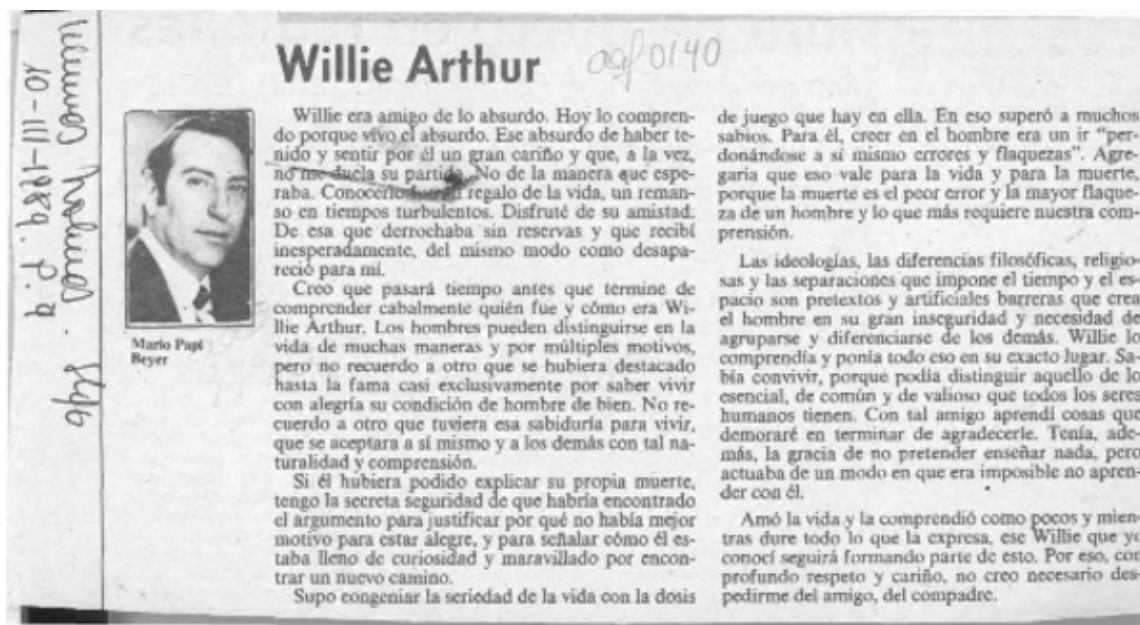 Willie Arthur
aaf 0140
10-III-1989. p. 2
Mario Papi
Beyer
Willie era amigo de lo absurdo. Hoy lo compren-
do porque vivo el absurdo. Ese absurdo de haber te-
nido y sentir por él un gran cariño y que, a la vez,
no me duela su partida. No de la manera que espe-
raba. Conocerlo regalo de la vida, un reman-
so en tiempos turbulentos. Disfruté de su amistad.
De esa que derrochaba sin reservas y que recibí
inesperadamente, del mismo modo como desapa-
reció para mí.
Creo que pasará tiempo antes que termine de
comprender cabalmente quién fue y cómo era Wi-
llie Arthur. Los hombres pueden distinguirse en la
vida de muchas maneras y por múltiples motivos,
pero no recuerdo a otro que se hubiera destacado
hasta la fama casi exclusivamente por saber vivir
con alegría su condición de hombre de bien. No re-
cuerdo a otro que tuviera esa sabiduría para vivir,
que se aceptara a sí mismo y a los demás con tal na-
turalidad y comprensión.
Si él hubiera podido explicar su propia muerte,
tengo la secreta seguridad de que habría encontrado
el argumento para justificar por qué no había mejor
motivo para estar alegre, y para señalar cómo él es-
taba lleno de curiosidad y maravillado por encon-
trar un nuevo camino.
Supo congeniar la seriedad de la vida con la dosis
de juego que hay en ella. En eso superó a muchos
sabios. Para él, creer en el hombre era un ir "per-
donándose a sí mismo errores y flaquezas". Agre-
garía que eso vale para la vida y para la muerte,
porque la muerte es el peor error y la mayor flaque-
za de un hombre y lo que más requiere nuestra com-
prensión.
Las ideologías, las diferencias filosóficas, religio-
sas y las separaciones que impone el tiempo y el es-
pacio son pretextos y artificiales barreras que crea
el hombre en su gran inseguridad y necesidad de
agruparse y diferenciarse de los demás. Willie lo
comprendía y ponía todo eso en su exacto lugar. Sa-
bía convivir, porque podía distinguir aquello de lo
esencial, de común y de valioso que todos los seres
humanos tienen. Con tal amigo aprendí cosas que
demoraré en terminar de agradecerle. Tenía, ade-
más, la gracia de no pretender enseñar nada, pero
actuaba de un modo en que era imposible no apren-
der con él.
Amó la vida y la comprendió como pocos y mien-
tras dure todo lo que la expresa, ese Willie que yo
conocí seguirá formando parte de esto. Por eso, con
profundo respeto y cariño, no creo necesario des-
pedirme del amigo, del compadre.